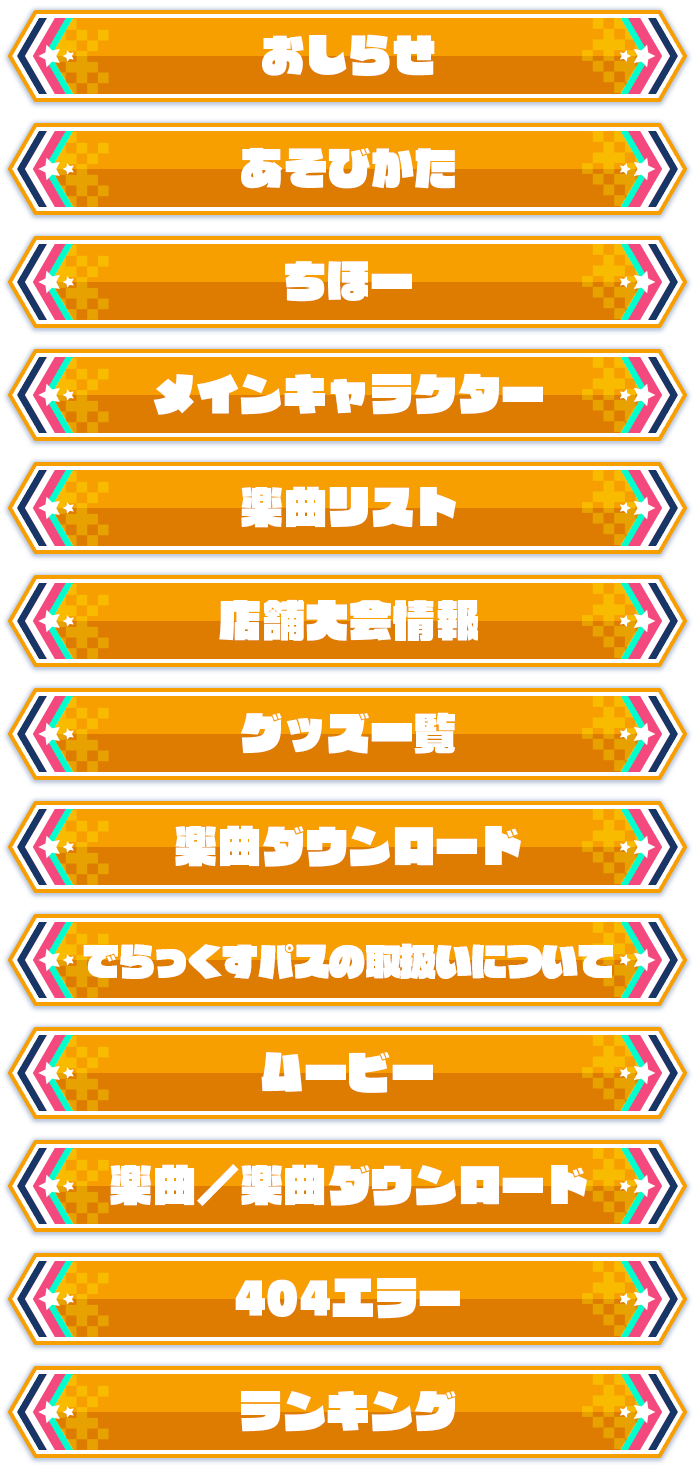 おしらせ
あそびかた
ちほー
メインキャラクター
楽曲リスト
店舗大会情報
グッズ一覧
楽曲ダウンロード
でらっくすパスの取扱いについて
ムービー
楽曲／楽曲ダウンロード
404エラー
ランキング